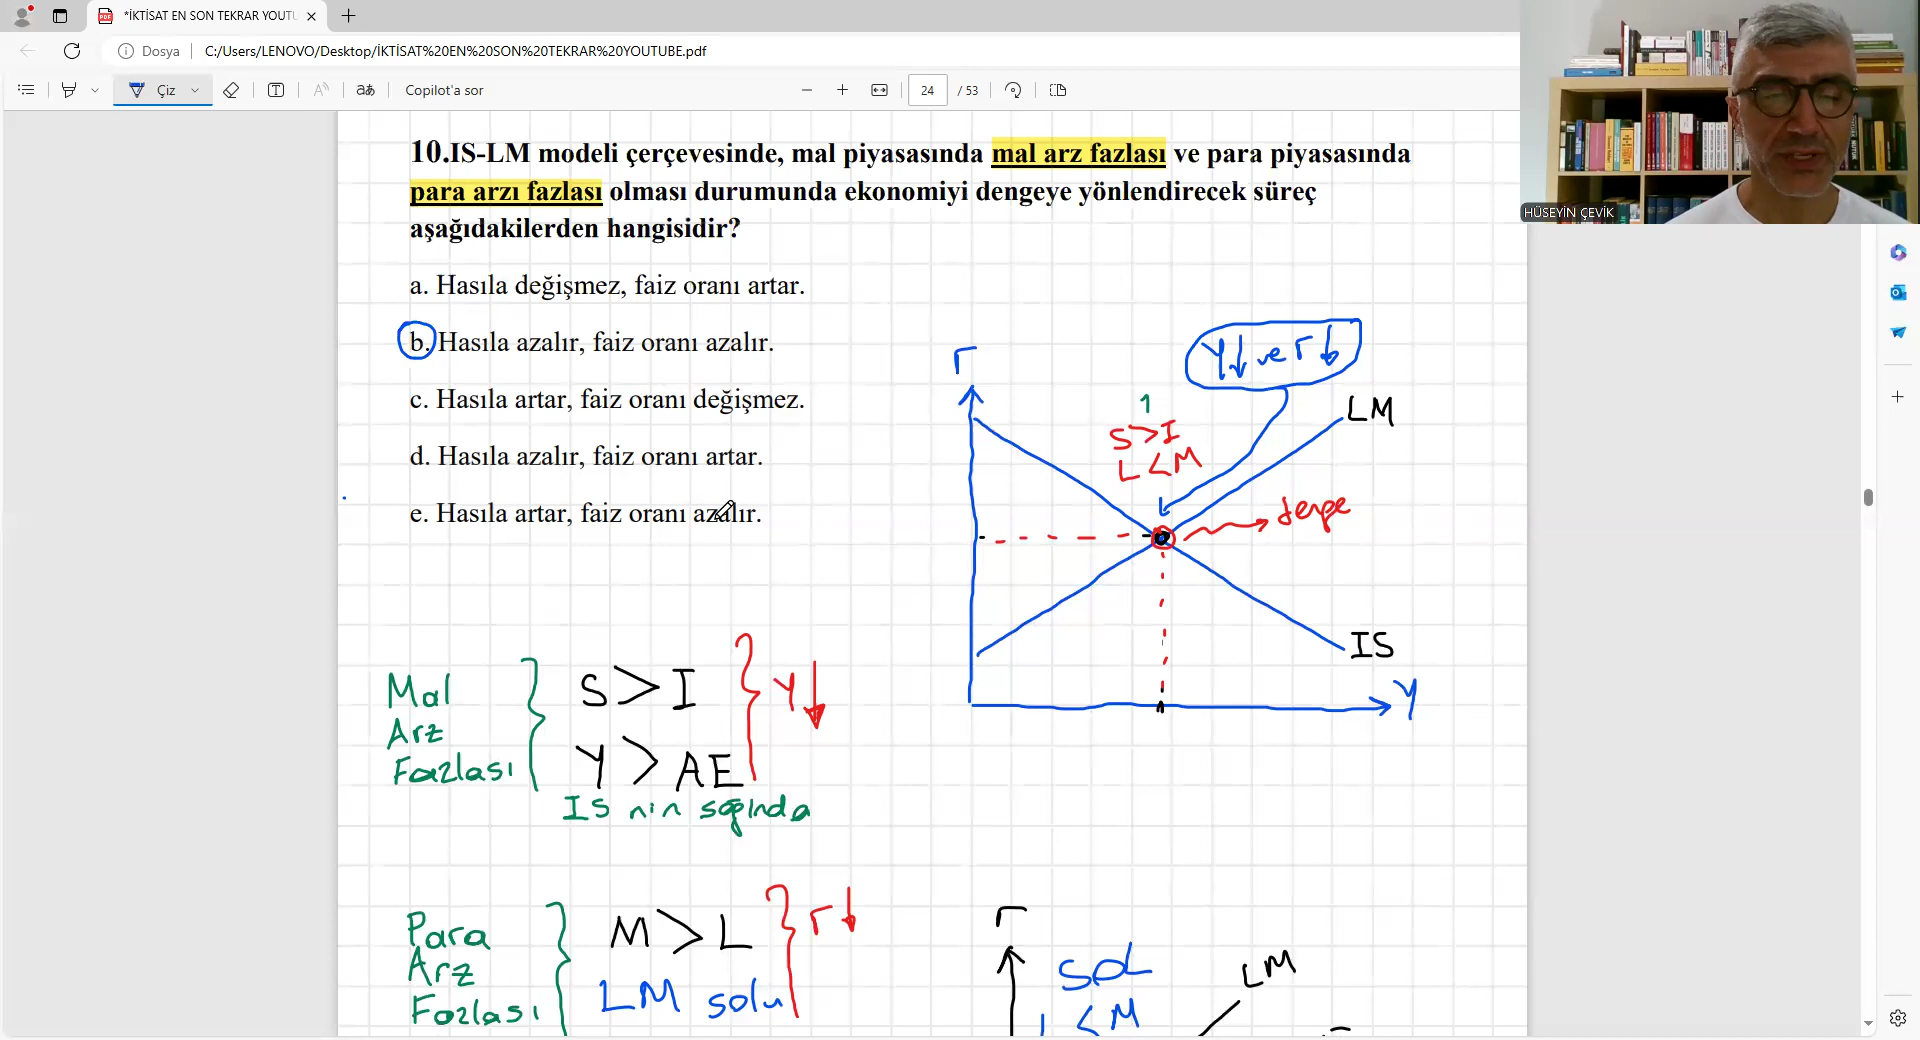 *İKTİSAT EN SON TEKRAR YOUTU
Dosya
C:/Users/LENOVO/Desktop/İKTİSAT%20EN%20SON%20TEKRAR%20YOUTUBE.pdf
Çiz
aあ
Copilot'a sor
24 / 53
HÜSEYİN ÇEVİK
10.IS-LM modeli çerçevesinde, mal piyasasında mal arz fazlası ve para piyasasında
para arzı fazlası olması durumunda ekonomiyi dengeye yönlendirecek süreç
aşağıdakilerden hangisidir?
a. Hasıla değişmez, faiz oranı artar.
b. Hasıla azalır, faiz oranı azalır.
c. Hasıla artar, faiz oranı değişmez.
d. Hasıla azalır, faiz oranı artar.
e. Hasıla artar, faiz oranı azalır.
r
Y↓ ve r↓
1
S>I
L<M
LM
denge
IS
Y
Mal
Arz
Fazlası
S>I
Y>AE
Y↓
IS nin sağında
Para
Arz
Fazlası
M>L
r↓
LM solu
r
SOL
L<M
LM